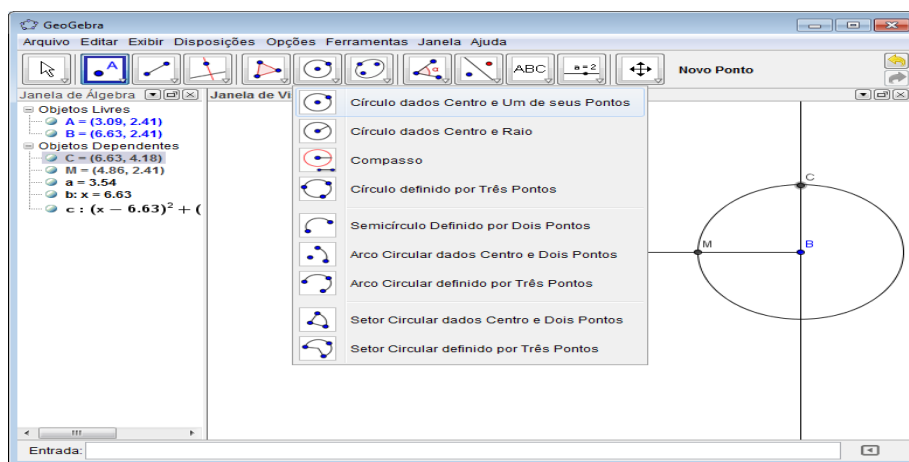 GeoGebra
Arquivo Editar Exibir Disposições Opções Ferramentas Janela Ajuda
A
ABC
a=2
Novo Ponto
Janela de Álgebra
Janela de Vi
Objetos Livres
A = (3.09, 2.41)
B = (6.63, 2.41)
Objetos Dependentes
C = (6.63, 4.18)
M = (4.86, 2.41)
a = 3.54
b: x = 6.63
c : (x − 6.63)² + (
Círculo dados Centro e Um de seus Pontos
Círculo dados Centro e Raio
Compasso
Círculo definido por Três Pontos
Semicírculo Definido por Dois Pontos
Arco Circular dados Centro e Dois Pontos
Arco Circular definido por Três Pontos
Setor Circular dados Centro e Dois Pontos
Setor Circular definido por Três Pontos
C
M
B
Entrada: